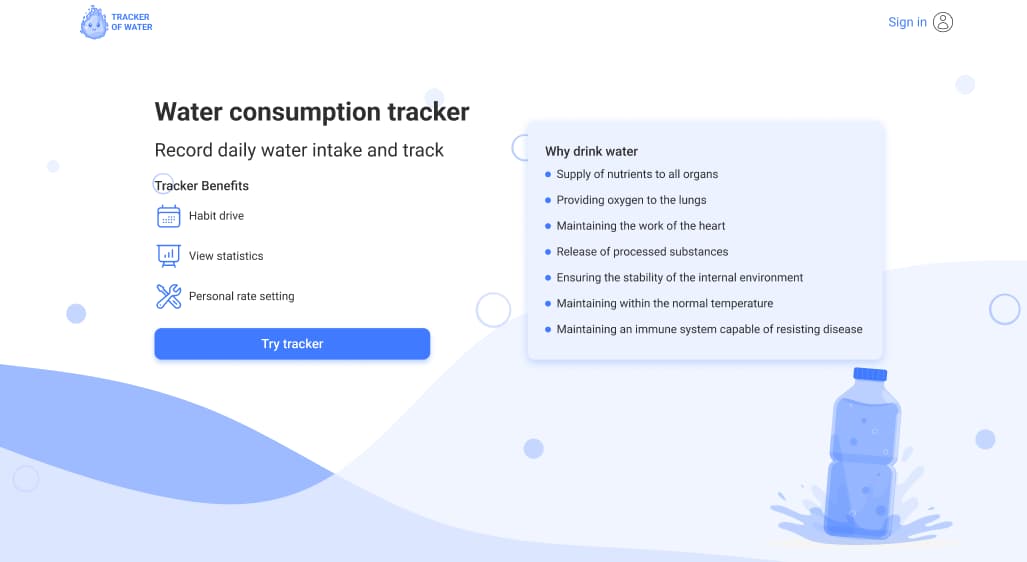 TRACKER
OF WATER
Sign in
Water consumption tracker
Record daily water intake and track
Tracker Benefits
Habit drive
View statistics
Personal rate setting
Try tracker
Why drink water
Supply of nutrients to all organs
Providing oxygen to the lungs
Maintaining the work of the heart
Release of processed substances
Ensuring the stability of the internal environment
Maintaining within the normal temperature
Maintaining an immune system capable of resisting disease